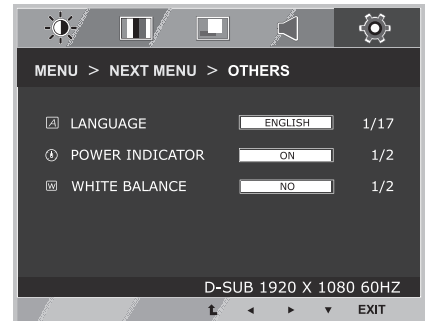 MENU > NEXT MENU > OTHERS
LANGUAGE ENGLISH 1/17
POWER INDICATOR ON 1/2
W WHITE BALANCE NO 1/2
D-SUB 1920 X 1080 60HZ
EXIT